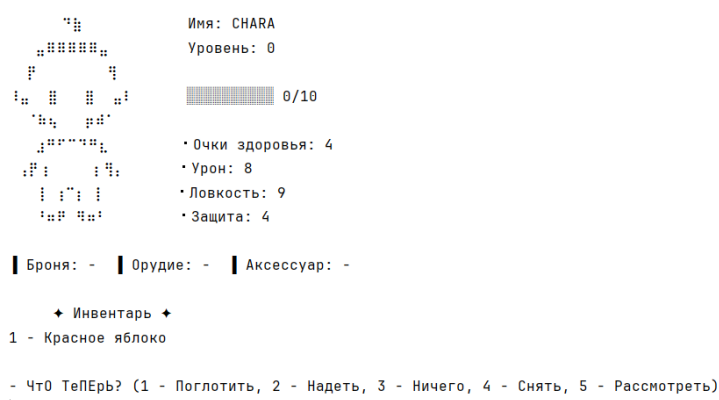 Имя: CHARA
Уровень: 0
0/10
· Очки здоровья: 4
· Урон: 8
· Ловкость: 9
· Защита: 4
▌Броня: - ▌Орудие: - ▌Аксессуар: -
✦ Инвентарь ✦
1 - Красное яблоко
- ЧтО ТеПЕрЬ? (1 - Поглотить, 2 - Надеть, 3 - Ничего, 4 - Снять, 5 - Рассмотреть)